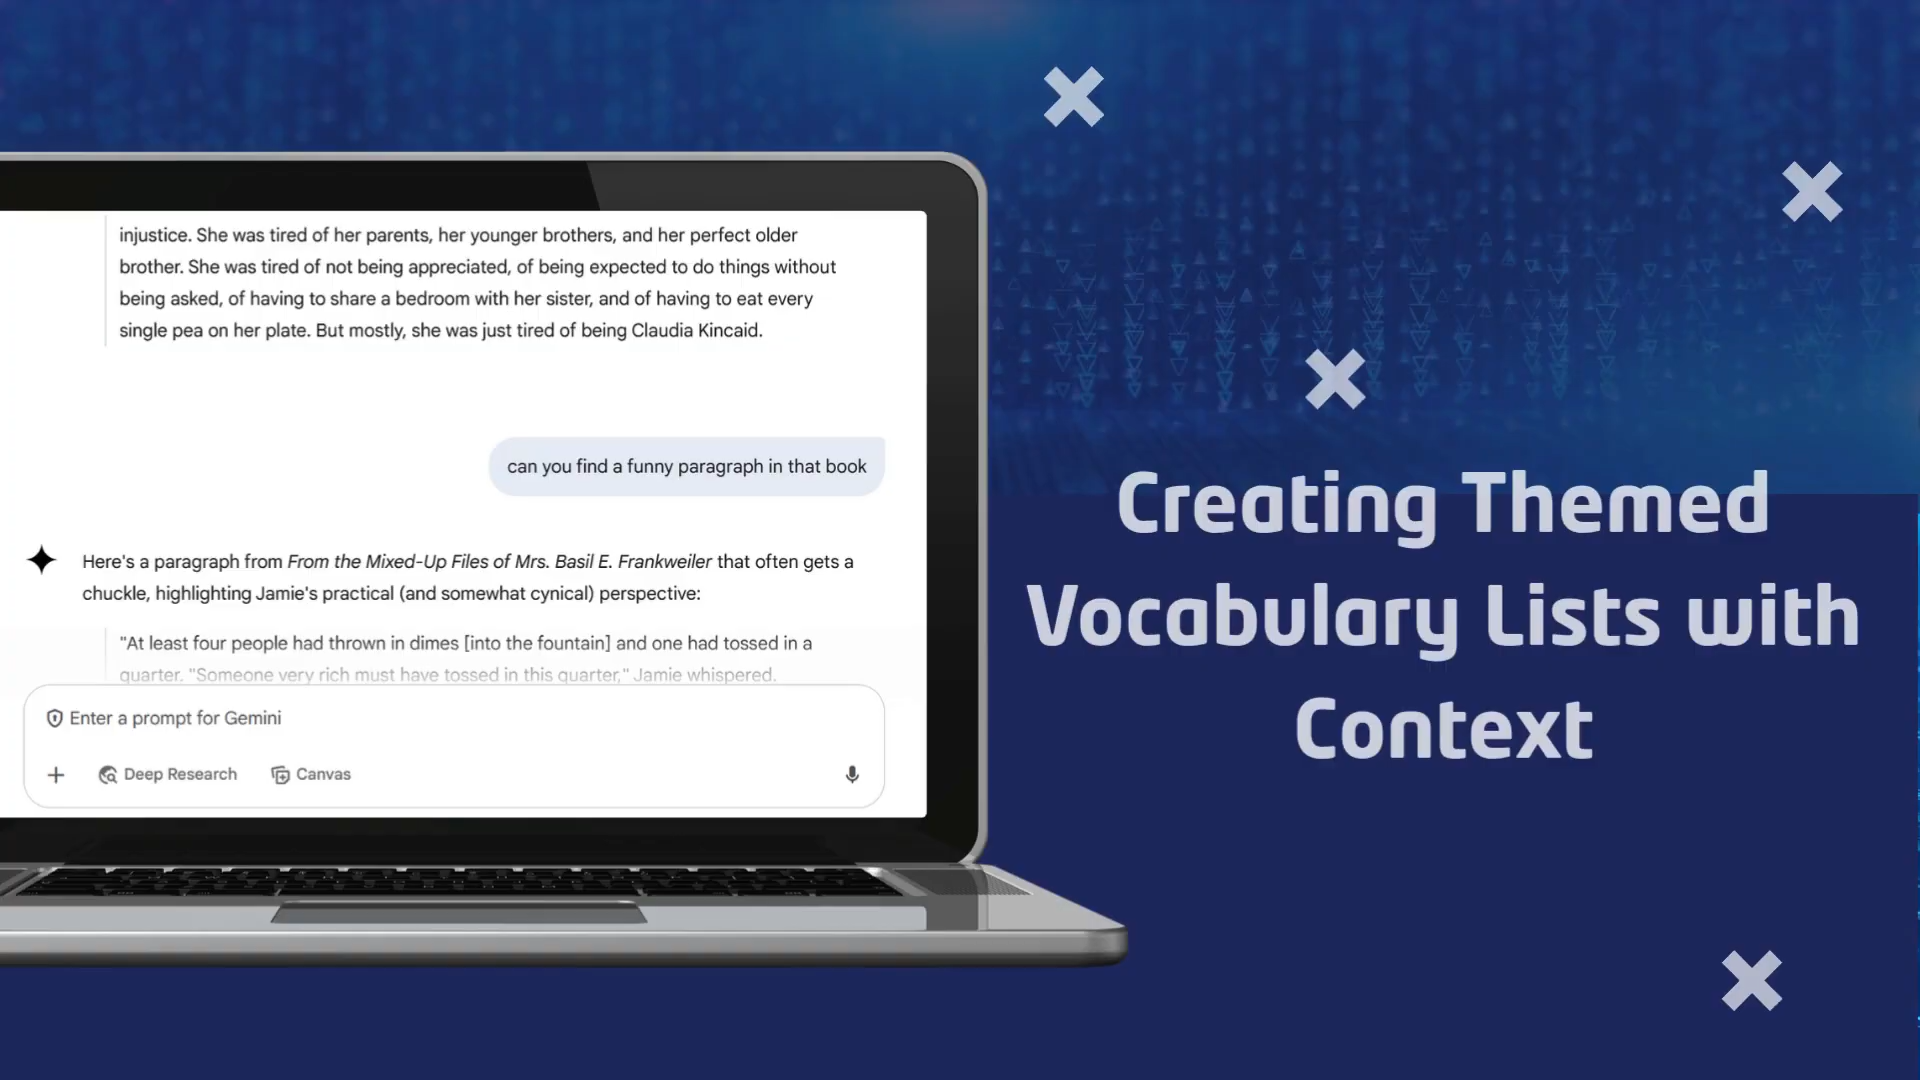 injustice. She was tired of her parents, her younger brothers, and her perfect older
brother. She was tired of not being appreciated, of being expected to do things without
being asked, of having to share a bedroom with her sister, and of having to eat every
single pea on her plate. But mostly, she was just tired of being Claudia Kincaid.
can you find a funny paragraph in that book
Here's a paragraph from From the Mixed-Up Files of Mrs. Basil E. Frankweiler that often gets a
chuckle, highlighting Jamie's practical (and somewhat cynical) perspective:
"At least four people had thrown in dimes [into the fountain] and one had tossed in a
quarter. "Someone very rich must have tossed in this quarter," Jamie whispered.
Enter a prompt for Gemini
Deep Research
Canvas
Creating Themed
Vocabulary Lists with
Context